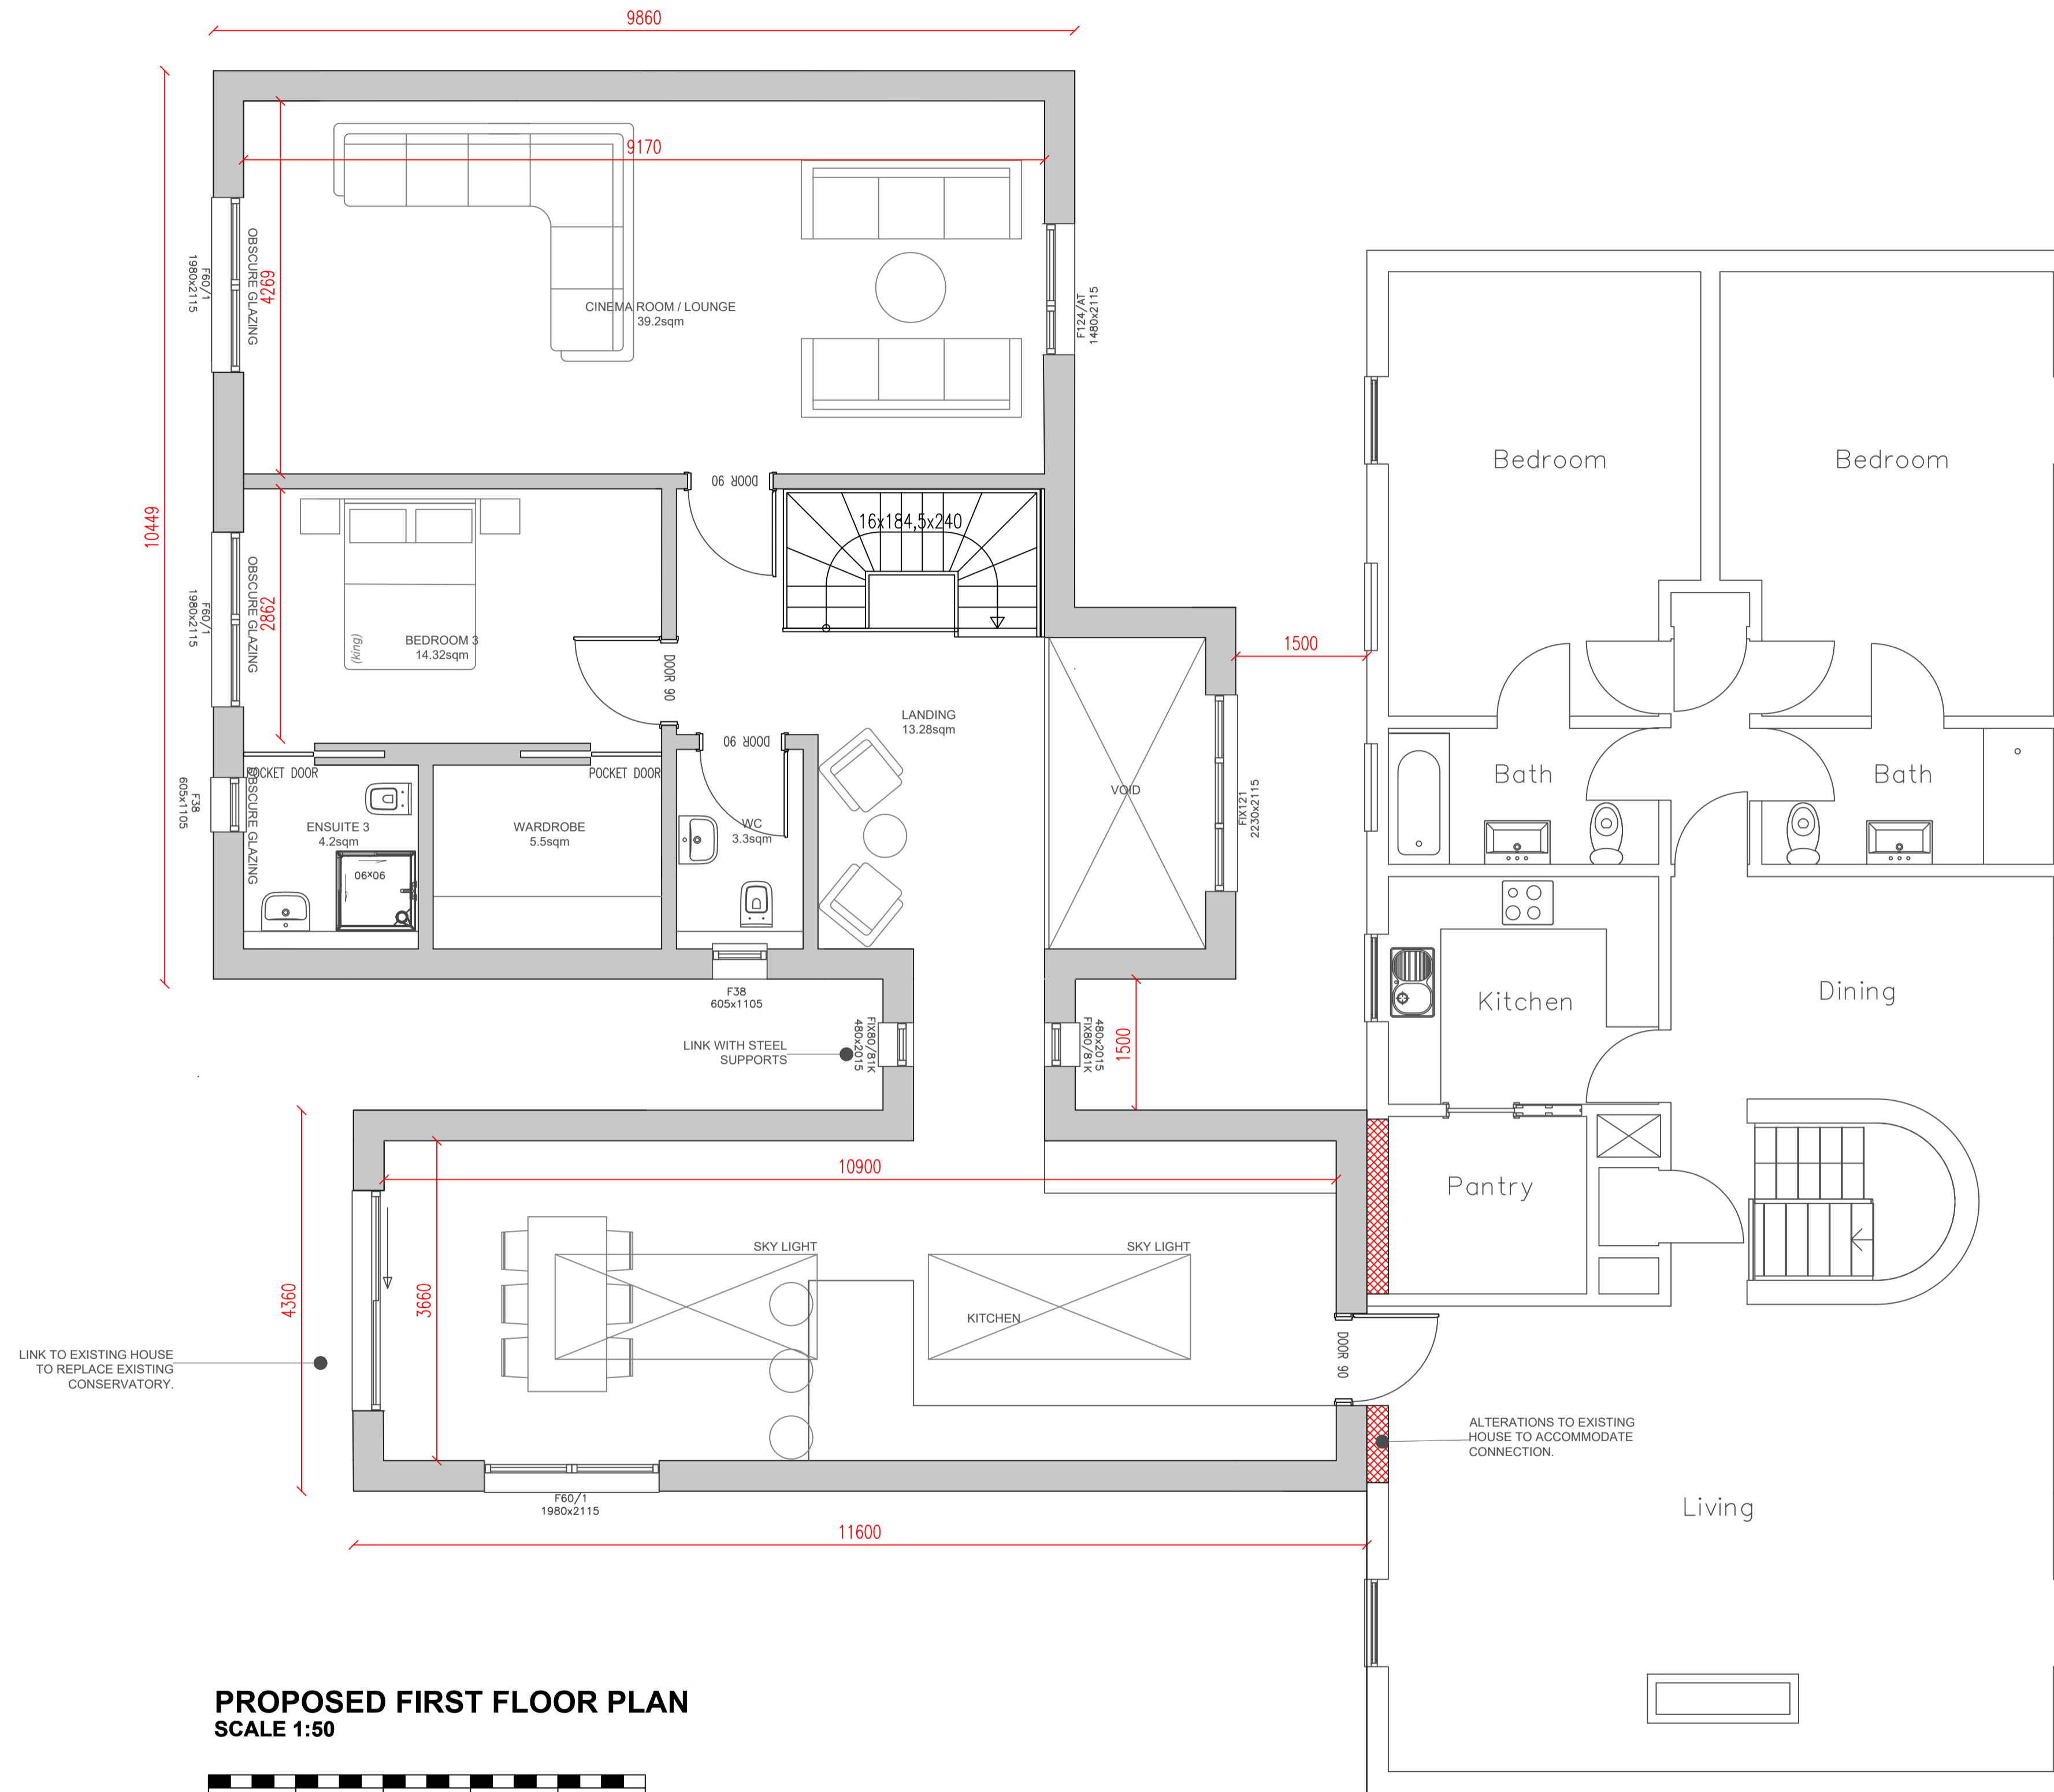 9860
9170
10449
4269
F60/1
1980x2115
OBSCURE GLAZING
CINEMA ROOM / LOUNGE
39.2sqm
F124/AT
1480x2115
DOOR 90
16x184,5x240
2862
F60/1
1980x2115
OBSCURE GLAZING
(king)
BEDROOM 3
14.32sqm
DOOR 90
LANDING
13.28sqm
1500
DOOR 90
POCKET DOOR
POCKET DOOR
F38
605x1105
OBSCURE GLAZING
ENSUITE 3
4.2sqm
90x90
WARDROBE
5.5sqm
WC
3.3sqm
VOID
FIX121
2230x2115
F38
605x1105
LINK WITH STEEL
SUPPORTS
FIX80/81K
480x2015
480x2015
FIX80/81K
1500
Bedroom
Bedroom
Bath
Bath
Kitchen
Dining
Pantry
10900
4360
3660
SKY LIGHT
SKY LIGHT
KITCHEN
DOOR 90
LINK TO EXISTING HOUSE
TO REPLACE EXISTING
CONSERVATORY.
ALTERATIONS TO EXISTING
HOUSE TO ACCOMMODATE
CONNECTION.
F60/1
1980x2115
11600
Living
PROPOSED FIRST FLOOR PLAN
SCALE 1:50